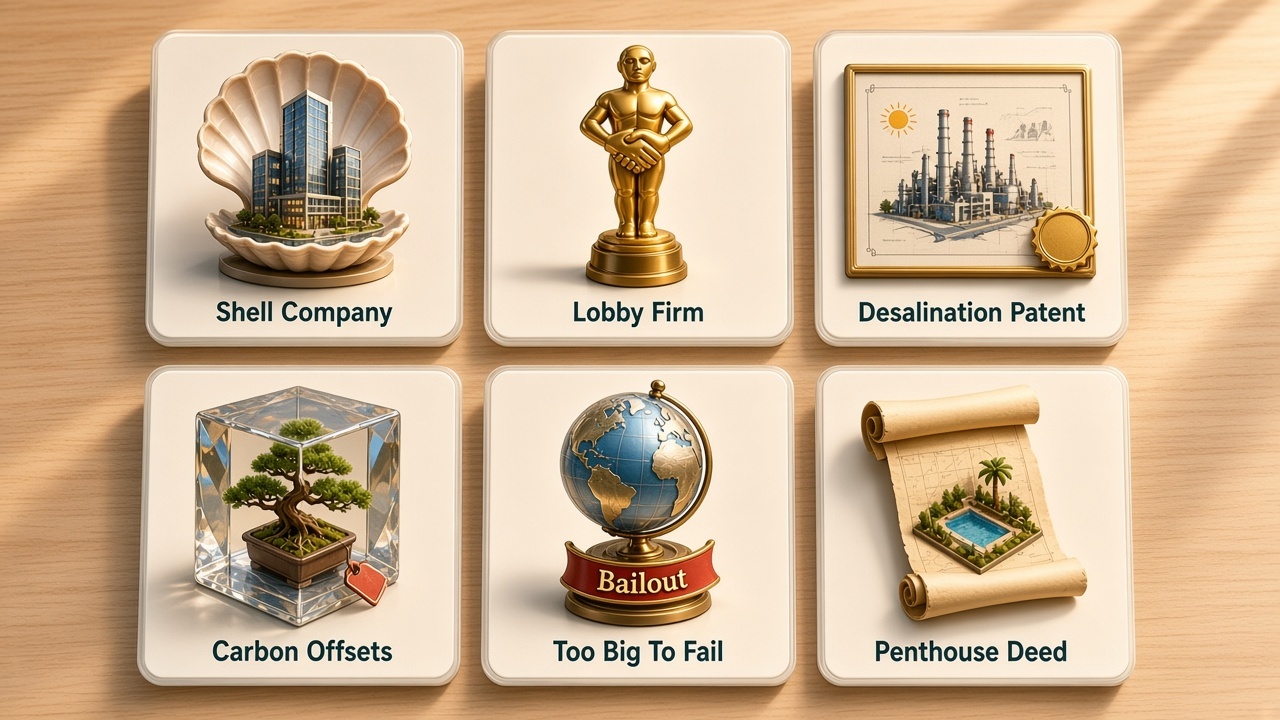 Shell Company
Lobby Firm
Desalination Patent
Carbon Offsets
Bailout
Too Big To Fail
Penthouse Deed